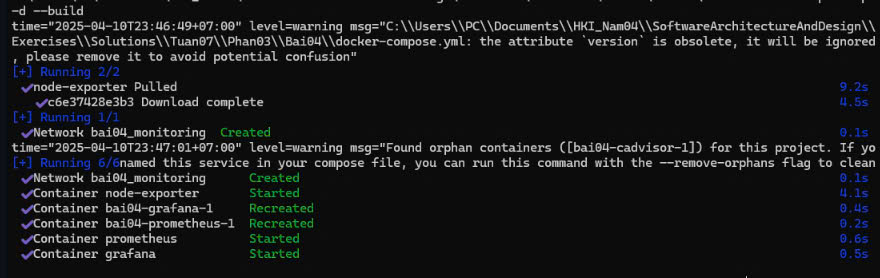 -d --build
time="2025-04-10T23:46:49+07:00" level=warning msg="C:\\Users\\PC\\Documents\\HKI_Nam04\\SoftwareArchitectureAndDesign\\
Exercises\\Solutions\\Tuan07\\Phan03\\Bai04\\docker-compose.yml: the attribute `version` is obsolete, it will be ignored
, please remove it to avoid potential confusion"
[+] Running 2/2
✔node-exporter Pulled 9.2s
✔c6e37428e3b3 Download complete 4.5s
[+] Running 1/1
✔Network bai04_monitoring Created 0.1s
time="2025-04-10T23:47:01+07:00" level=warning msg="Found orphan containers ([bai04-cadvisor-1]) for this project. If yo
[+] Running 6/6named this service in your compose file, you can run this command with the --remove-orphans flag to clean
✔Network bai04_monitoring Created 0.1s
✔Container node-exporter Started 4.1s
✔Container bai04-grafana-1 Recreated 0.4s
✔Container bai04-prometheus-1 Recreated 0.2s
✔Container prometheus Started 0.6s
✔Container grafana Started 0.5s